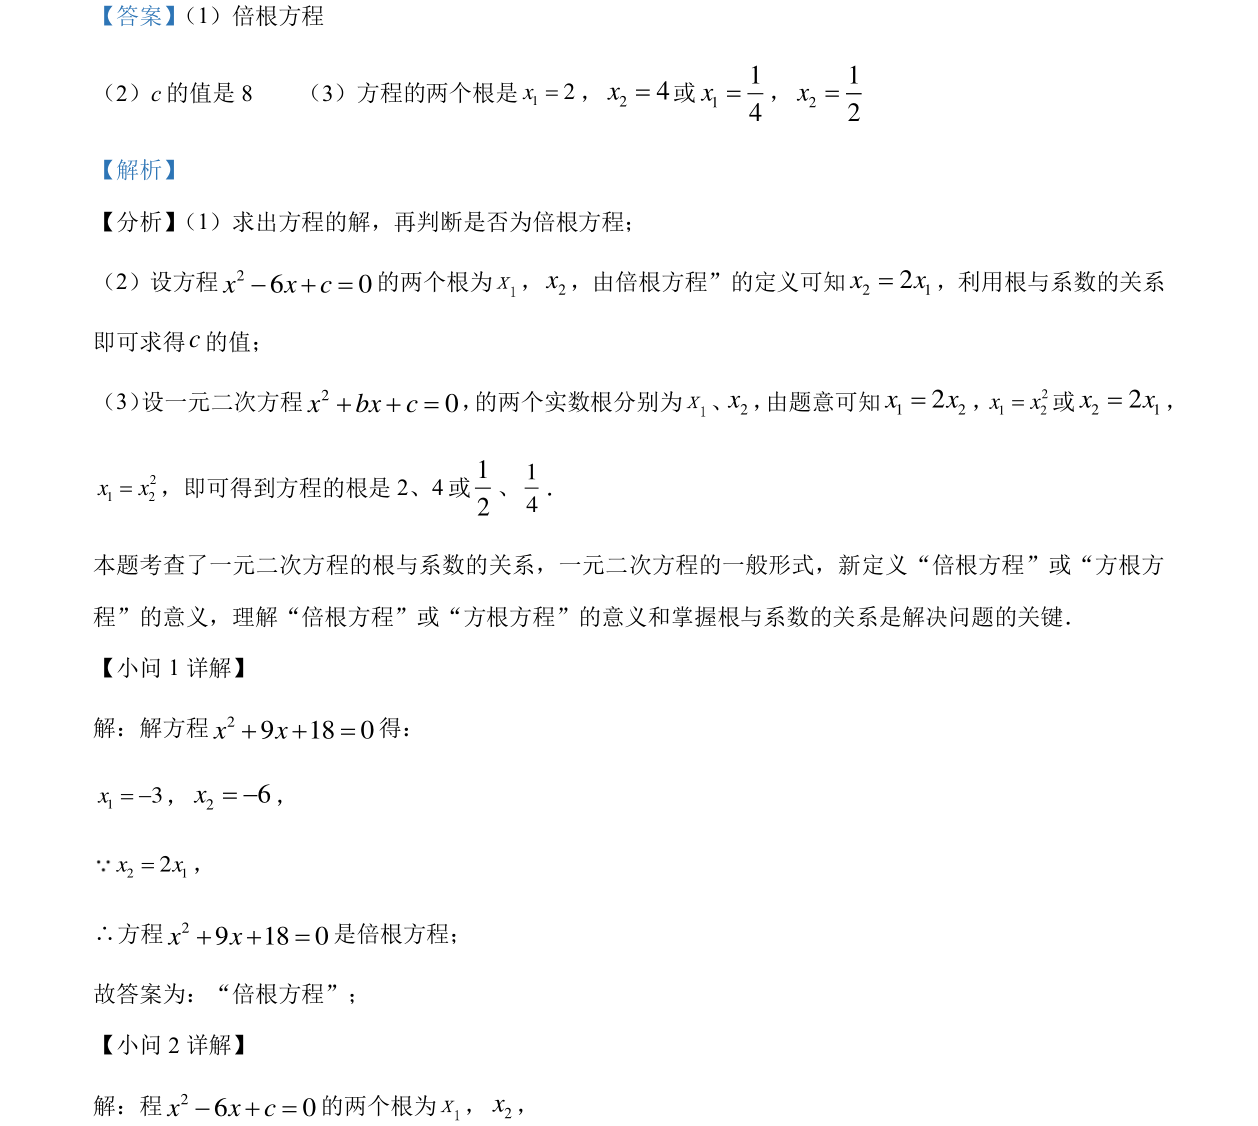 【答案】（1）倍根方程
（2）c 的值是 8 （3）方程的两个根是 x₁ = 2， x₂ = 4 或 x₁ = 1/4， x₂ = 1/2
【解析】
【分析】（1）求出方程的解，再判断是否为倍根方程；
（2）设方程 x² − 6x + c = 0 的两个根为 x₁， x₂，由倍根方程”的定义可知 x₂ = 2x₁，利用根与系数的关系
即可求得 c 的值；
（3）设一元二次方程 x² + bx + c = 0，的两个实数根分别为 x₁、x₂，由题意可知 x₁ = 2x₂，x₁ = x₂² 或 x₂ = 2x₁，
x₁ = x₂²，即可得到方程的根是 2、4 或 1/2、1/4．
本题考查了一元二次方程的根与系数的关系，一元二次方程的一般形式，新定义“倍根方程”或“方根方
程”的意义，理解“倍根方程”或“方根方程”的意义和掌握根与系数的关系是解决问题的关键．
【小问 1 详解】
解：解方程 x² + 9x + 18 = 0 得：
x₁ = −3， x₂ = −6，
∵ x₂ = 2x₁，
∴方程 x² + 9x + 18 = 0 是倍根方程；
故答案为：“倍根方程”；
【小问 2 详解】
解：程 x² − 6x + c = 0 的两个根为 x₁， x₂，